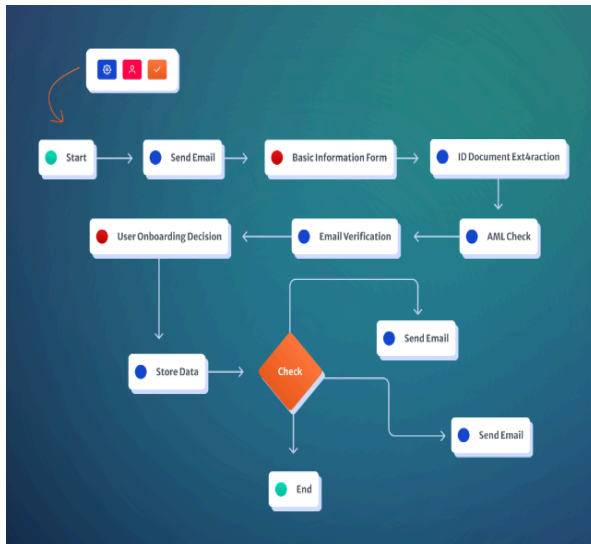 Start
Send Email
Basic Information Form
ID Document Ext4raction
User Onboarding Decision
Email Verification
AML Check
Send Email
Store Data
Check
Send Email
End